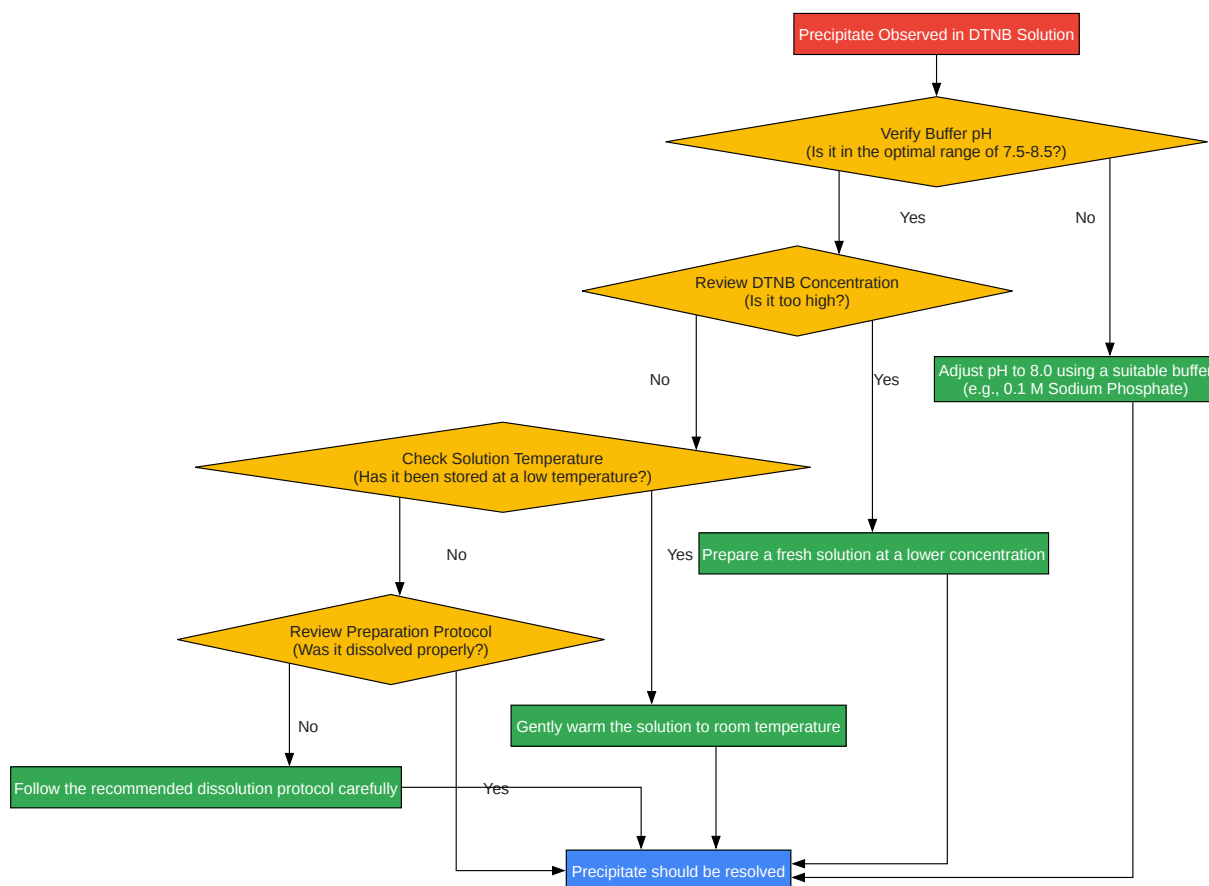 Precipitate Observed in DTNB Solution
Verify Buffer pH
(Is it in the optimal range of 7.5-8.5?)
Yes
No
Review DTNB Concentration
(Is it too high?)
No
Yes
Adjust pH to 8.0 using a suitable buffer
(e.g., 0.1 M Sodium Phosphate)
Check Solution Temperature
(Has it been stored at a low temperature?)
No
Yes
Prepare a fresh solution at a lower concentration
Review Preparation Protocol
(Was it dissolved properly?)
No
Gently warm the solution to room temperature
Follow the recommended dissolution protocol carefully
Yes
Precipitate should be resolved